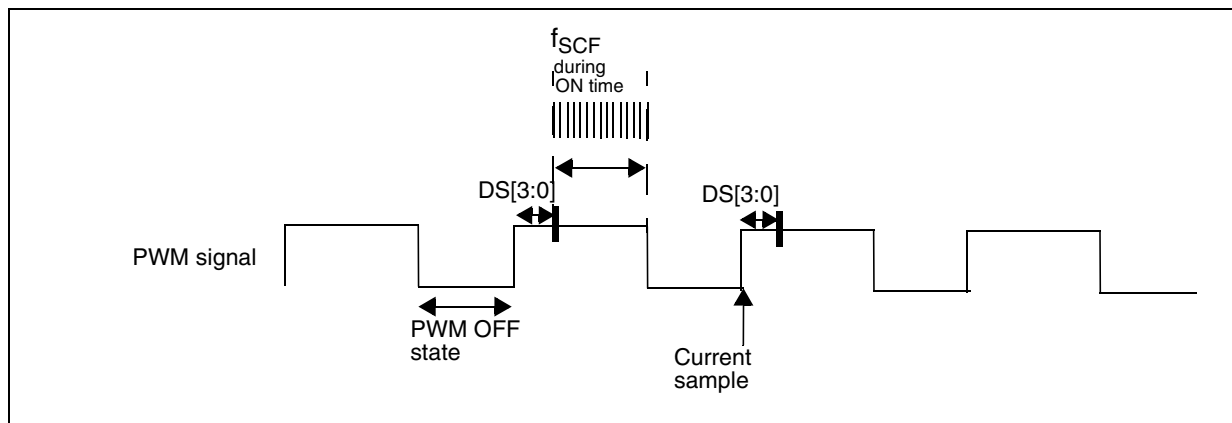 fSCF
during
ON time
DS[3:0]
DS[3:0]
PWM signal
PWM OFF
state
Current
sample